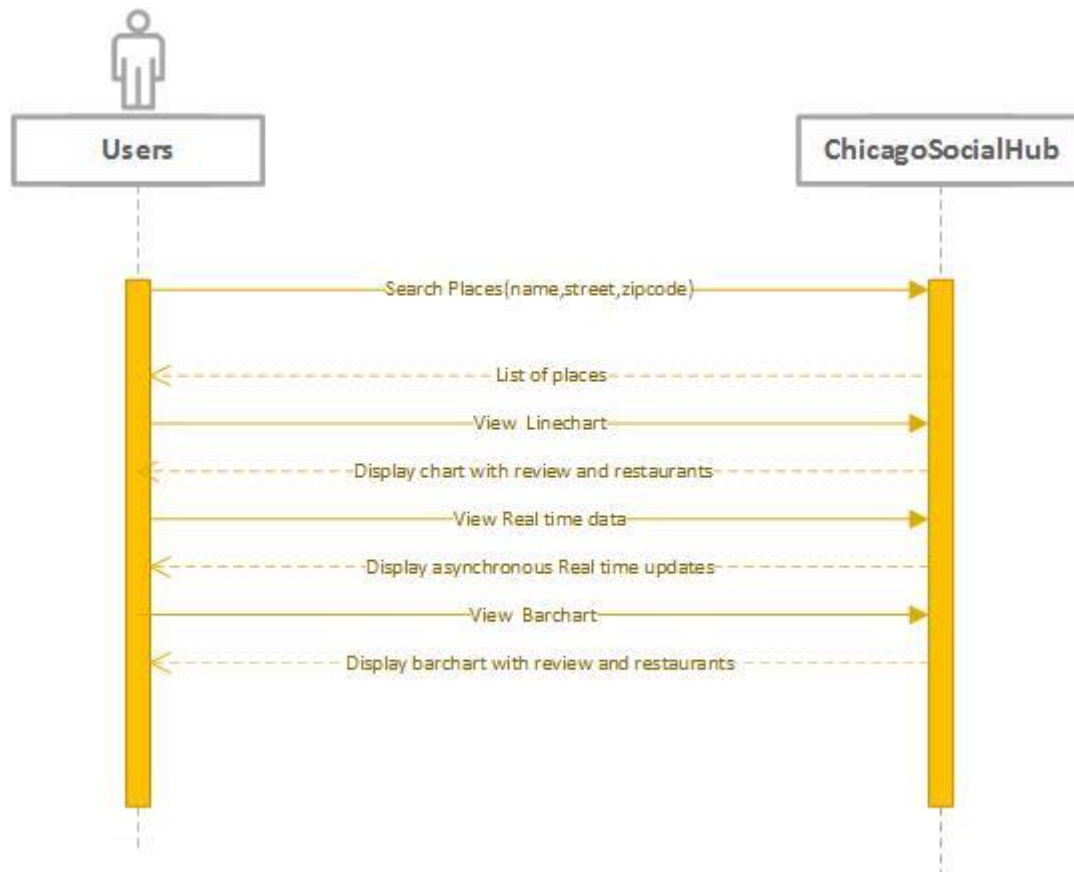 Users
ChicagoSocialHub
Search Places(name,street,zipcode)
List of places
View Linechart
Display chart with review and restaurants
View Real time data
Display asynchronous Real time updates
View Barchart
Display barchart with review and restaurants